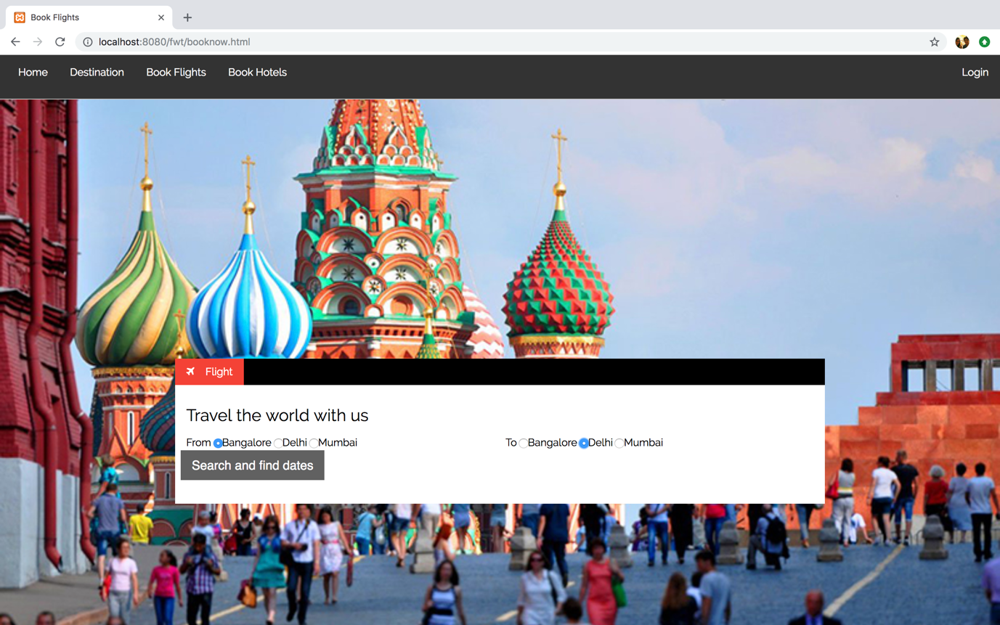 Book Flights
localhost:8080/fwt/booknow.html
Home Destination Book Flights Book Hotels Login
Flight
Travel the world with us
From Bangalore Delhi Mumbai To Bangalore Delhi Mumbai
Search and find dates